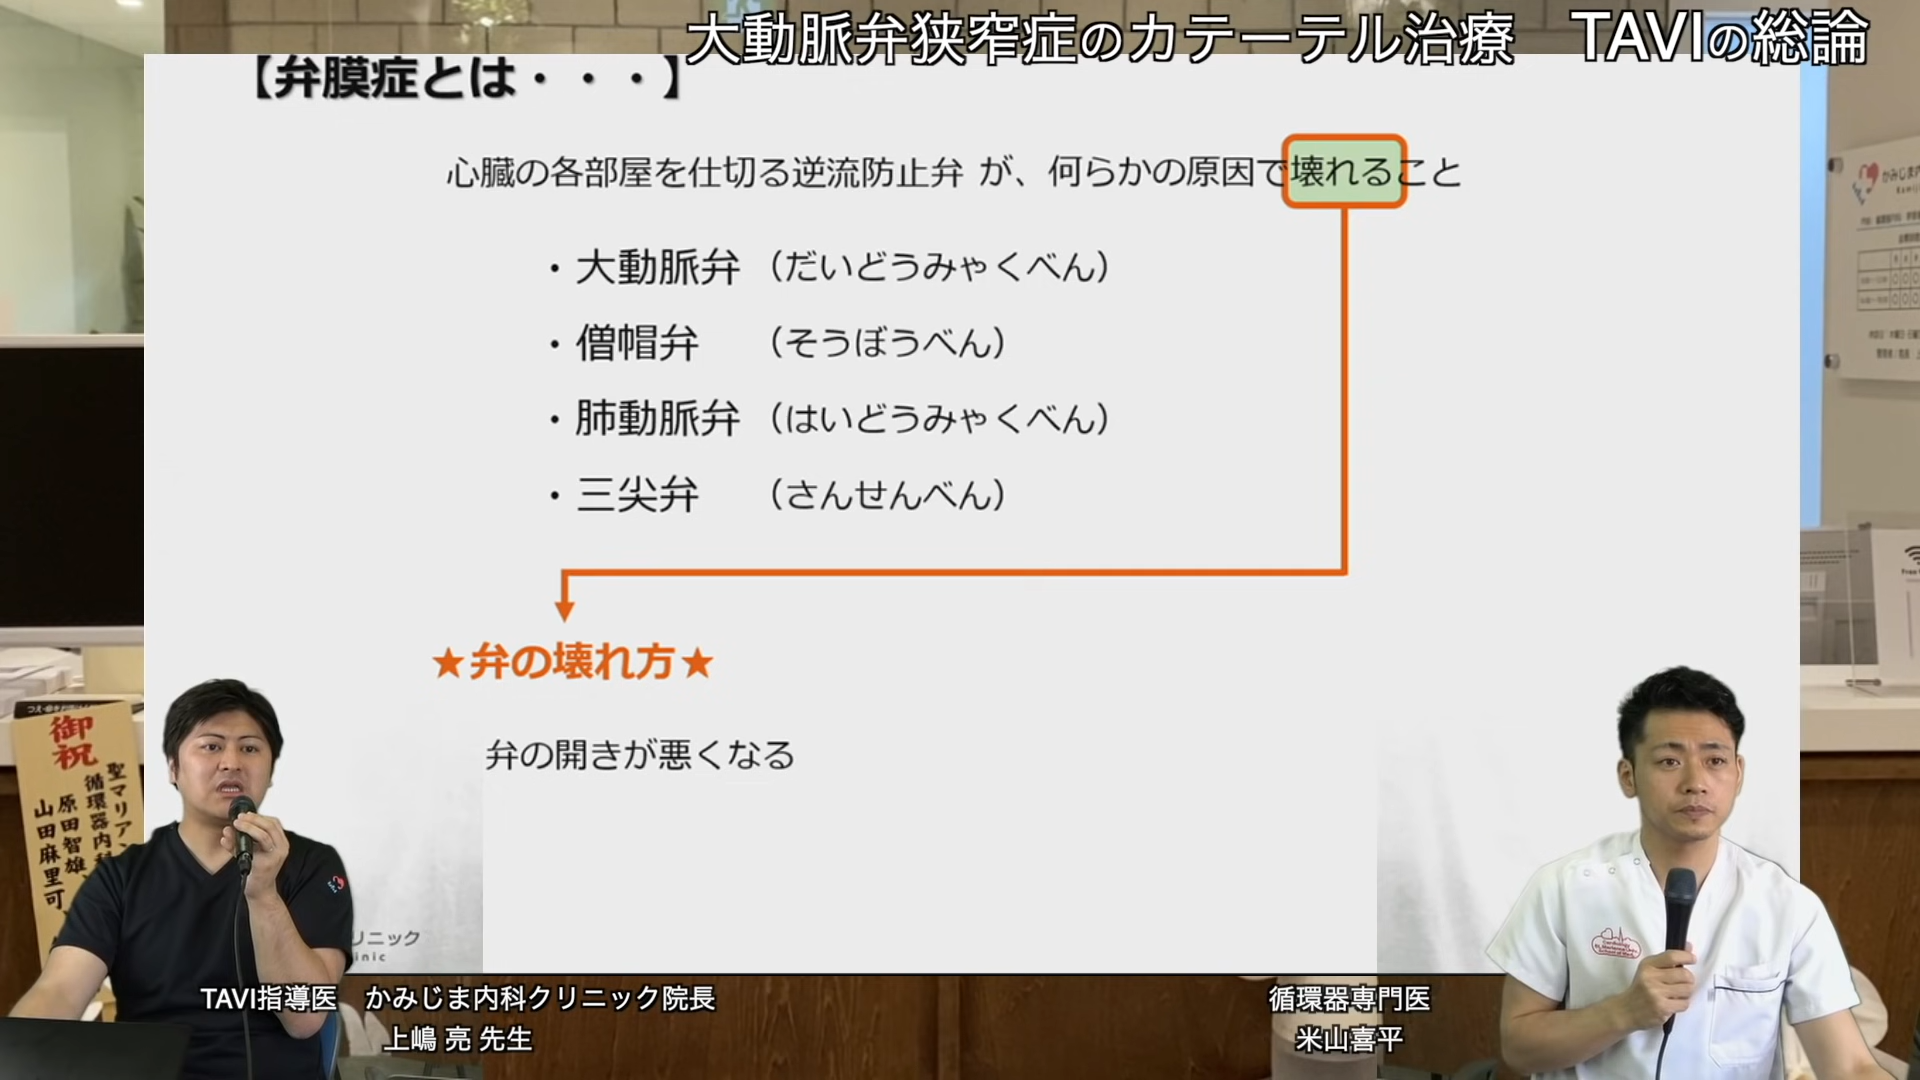 大動脈弁狭窄症のカテーテル治療　TAVIの総論
【弁膜症とは・・・】
心臓の各部屋を仕切る逆流防止弁 が、何らかの原因で壊れること
・大動脈弁（だいどうみゃくべん）
・僧帽弁　（そうぼうべん）
・肺動脈弁（はいどうみゃくべん）
・三尖弁　（さんせんべん）
★弁の壊れ方★
弁の開きが悪くなる
御祝
聖マリア
循環器内科
原田智雄
山田麻里可
リニック
inic
かみじま内
TAVI指導医　かみじま内科クリニック院長
上嶋 亮 先生
循環器専門医
米山喜平